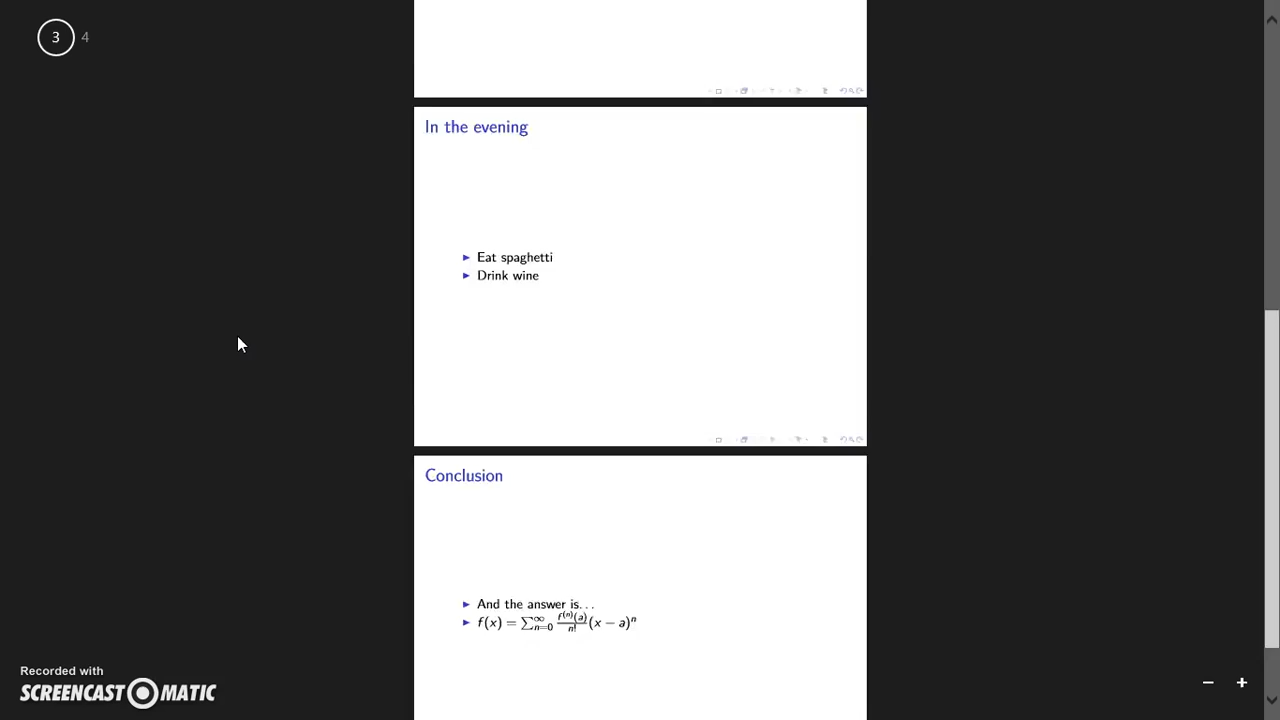 3 4
In the evening
▶ Eat spaghetti
▶ Drink wine
Conclusion
▶ And the answer is...
▶ f(x) = ∑_{n=0}^{∞} \frac{f^{(n)}(a)}{n!}(x − a)^n
Recorded with
SCREENCAST MATIC